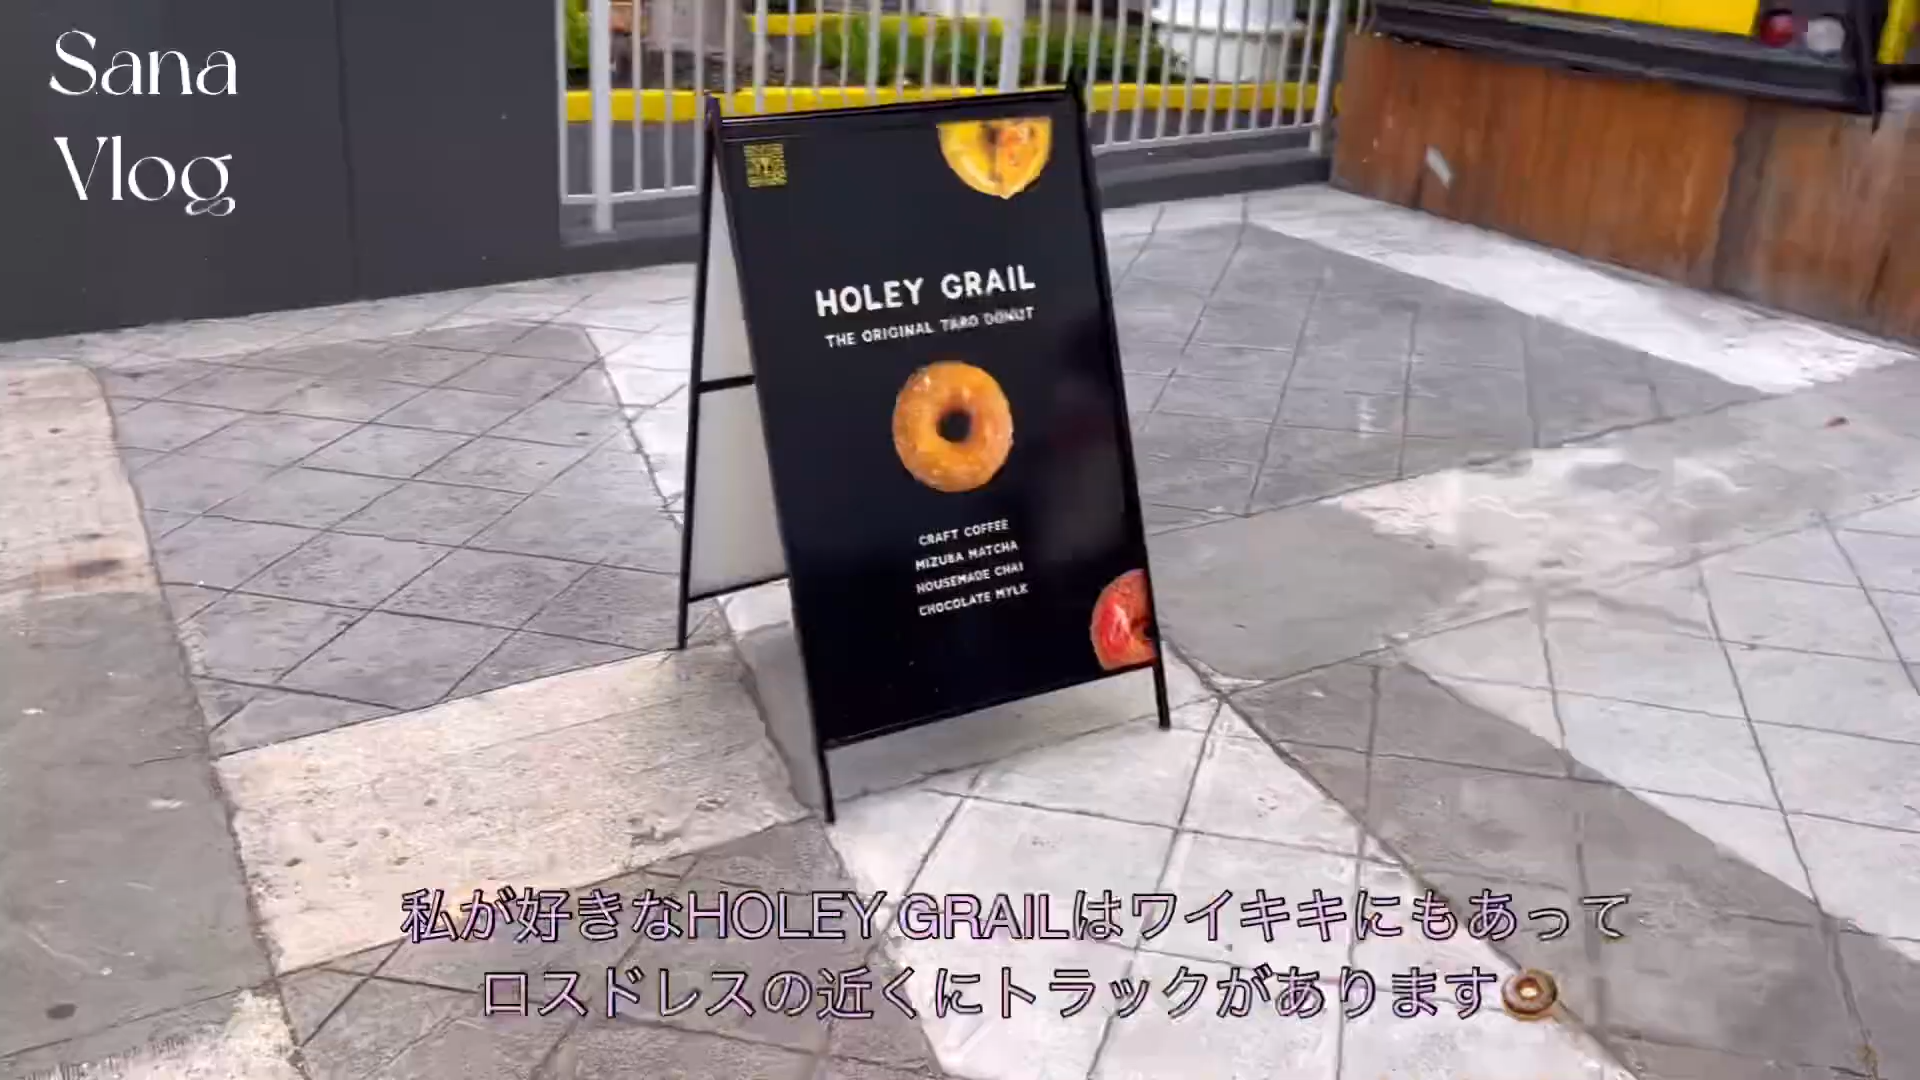 Sana
Vlog
HOLEY GRAIL
THE ORIGINAL TARO DONUT
CRAFT COFFEE
MIZUBA MATCHA
HOUSEMADE CHAI
CHOCOLATE MYLK
私が好きなHOLEY GRAILはワイキキにもあって
ロスドレスの近くにトラックがあります🍩